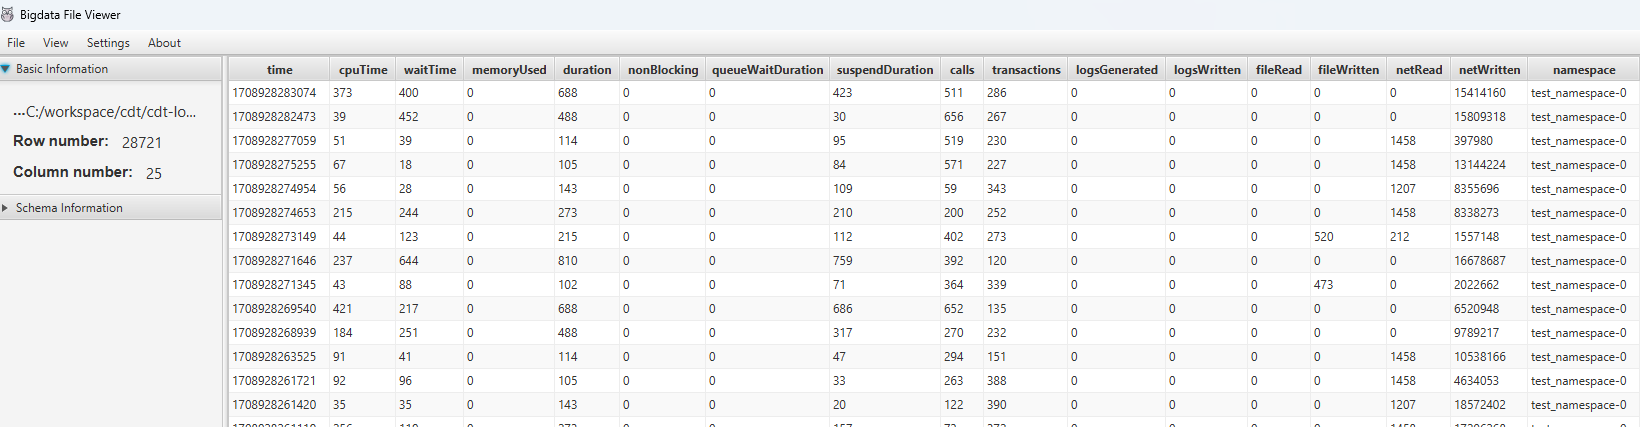 Bigdata File Viewer
File View Settings About
Basic Information
...C:/workspace/cdt/cdt-lo...
Row number: 28721
Column number: 25
Schema Information
time cpuTime waitTime memoryUsed duration nonBlocking queueWaitDuration suspendDuration calls transactions logsGenerated logsWritten fileRead fileWritten netRead netWritten namespace
1708928283074 373 400 0 688 0 0 423 511 286 0 0 0 0 0 15414160 test_namespace-0
1708928282473 39 452 0 488 0 0 30 656 267 0 0 0 0 0 15809318 test_namespace-0
1708928277059 51 39 0 114 0 0 95 519 230 0 0 0 0 1458 397980 test_namespace-0
1708928275255 67 18 0 105 0 0 84 571 227 0 0 0 0 1458 13144224 test_namespace-0
1708928274954 56 28 0 143 0 0 109 59 343 0 0 0 0 1207 8355696 test_namespace-0
1708928274653 215 244 0 273 0 0 210 200 252 0 0 0 0 1458 8338273 test_namespace-0
1708928273149 44 123 0 215 0 0 112 402 273 0 0 0 520 212 1557148 test_namespace-0
1708928271646 237 644 0 810 0 0 759 392 120 0 0 0 0 0 16678687 test_namespace-0
1708928271345 43 88 0 102 0 0 71 364 339 0 0 0 473 0 2022662 test_namespace-0
1708928269540 421 217 0 688 0 0 686 652 135 0 0 0 0 0 6520948 test_namespace-0
1708928268939 184 251 0 488 0 0 317 270 232 0 0 0 0 0 9789217 test_namespace-0
1708928263525 91 41 0 114 0 0 47 294 151 0 0 0 0 1458 10538166 test_namespace-0
1708928261721 92 96 0 105 0 0 33 263 388 0 0 0 0 1458 4634053 test_namespace-0
1708928261420 35 35 0 143 0 0 20 122 390 0 0 0 0 1207 18572402 test_namespace-0